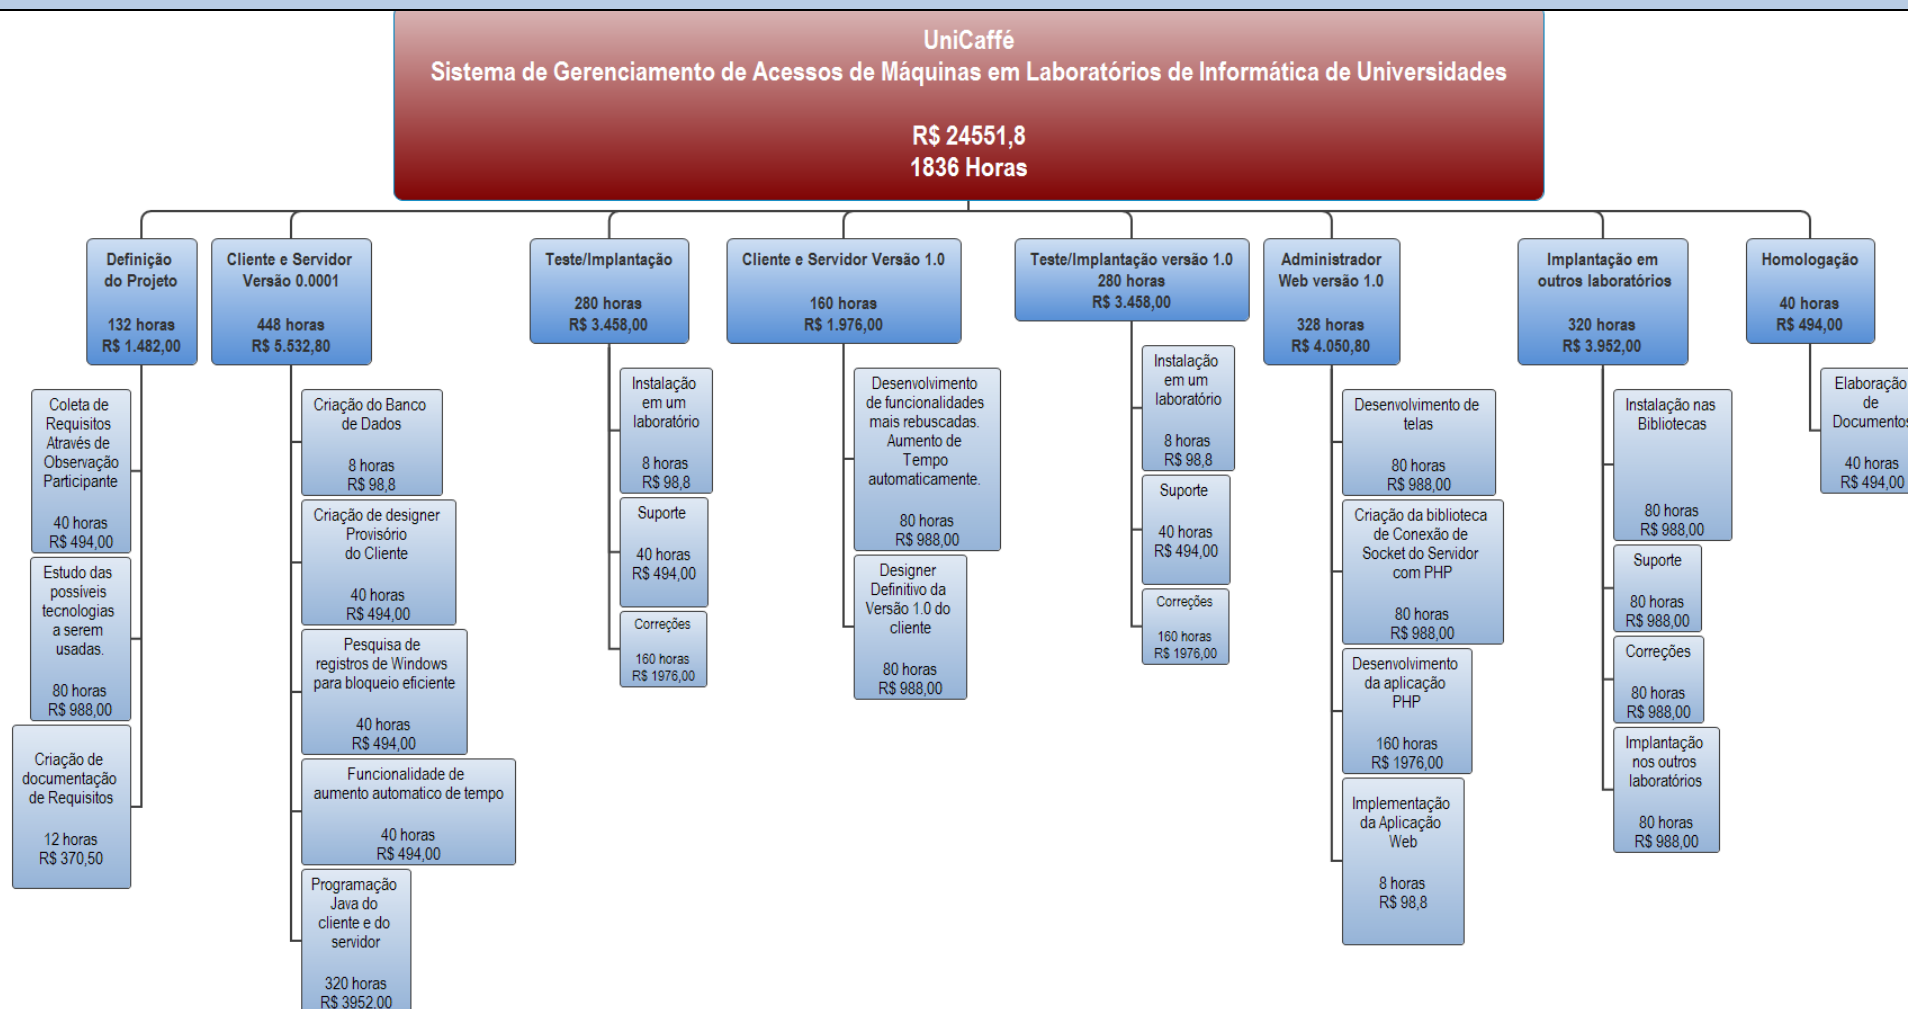 UniCaffé
Sistema de Gerenciamento de Acessos de Máquinas em Laboratórios de Informática de Universidades
R$ 24551,8
1836 Horas
Definição
do Projeto
132 horas
R$ 1.482,00
Coleta de
Requisitos
Através de
Observação
Participante
40 horas
R$ 494,00
Estudo das
possíveis
tecnologias
a serem
usadas.
80 horas
R$ 988,00
Criação de
documentação
de Requisitos
12 horas
R$ 370,50
Cliente e Servidor
Versão 0.0001
448 horas
R$ 5.532,80
Criação do Banco
de Dados
8 horas
R$ 98,8
Criação de designer
Provisório
do Cliente
40 horas
R$ 494,00
Pesquisa de
registros de Windows
para bloqueio eficiente
40 horas
R$ 494,00
Funcionalidade de
aumento automatico de tempo
40 horas
R$ 494,00
Programação
Java do
cliente e do
servidor
320 horas
R$ 3952,00
Teste/Implantação
280 horas
R$ 3.458,00
Instalação
em um
laboratório
8 horas
R$ 98,8
Suporte
40 horas
R$ 494,00
Correções
160 horas
R$ 1976,00
Cliente e Servidor Versão 1.0
160 horas
R$ 1.976,00
Desenvolvimento
de funcionalidades
mais rebuscadas.
Aumento de
Tempo
automaticamente.
80 horas
R$ 988,00
Designer
Definitivo da
Versão 1.0 do
cliente
80 horas
R$ 988,00
Teste/Implantação versão 1.0
280 horas
R$ 3.458,00
Instalação
em um
laboratório
8 horas
R$ 98,8
Suporte
40 horas
R$ 494,00
Correções
160 horas
R$ 1976,00
Administrador
Web versão 1.0
328 horas
R$ 4.050,80
Desenvolvimento de
telas
80 horas
R$ 988,00
Criação da biblioteca
de Conexão de
Socket do Servidor
com PHP
80 horas
R$ 988,00
Desenvolvimento
da aplicação
PHP
160 horas
R$ 1976,00
Implementação
da Aplicação
Web
8 horas
R$ 98,8
Implantação em
outros laboratórios
320 horas
R$ 3.952,00
Instalação nas
Bibliotecas
80 horas
R$ 988,00
Suporte
80 horas
R$ 988,00
Correções
80 horas
R$ 988,00
Implantação
nos outros
laboratórios
80 horas
R$ 988,00
Homologação
40 horas
R$ 494,00
Elaboração
de
Documentos
40 horas
R$ 494,00